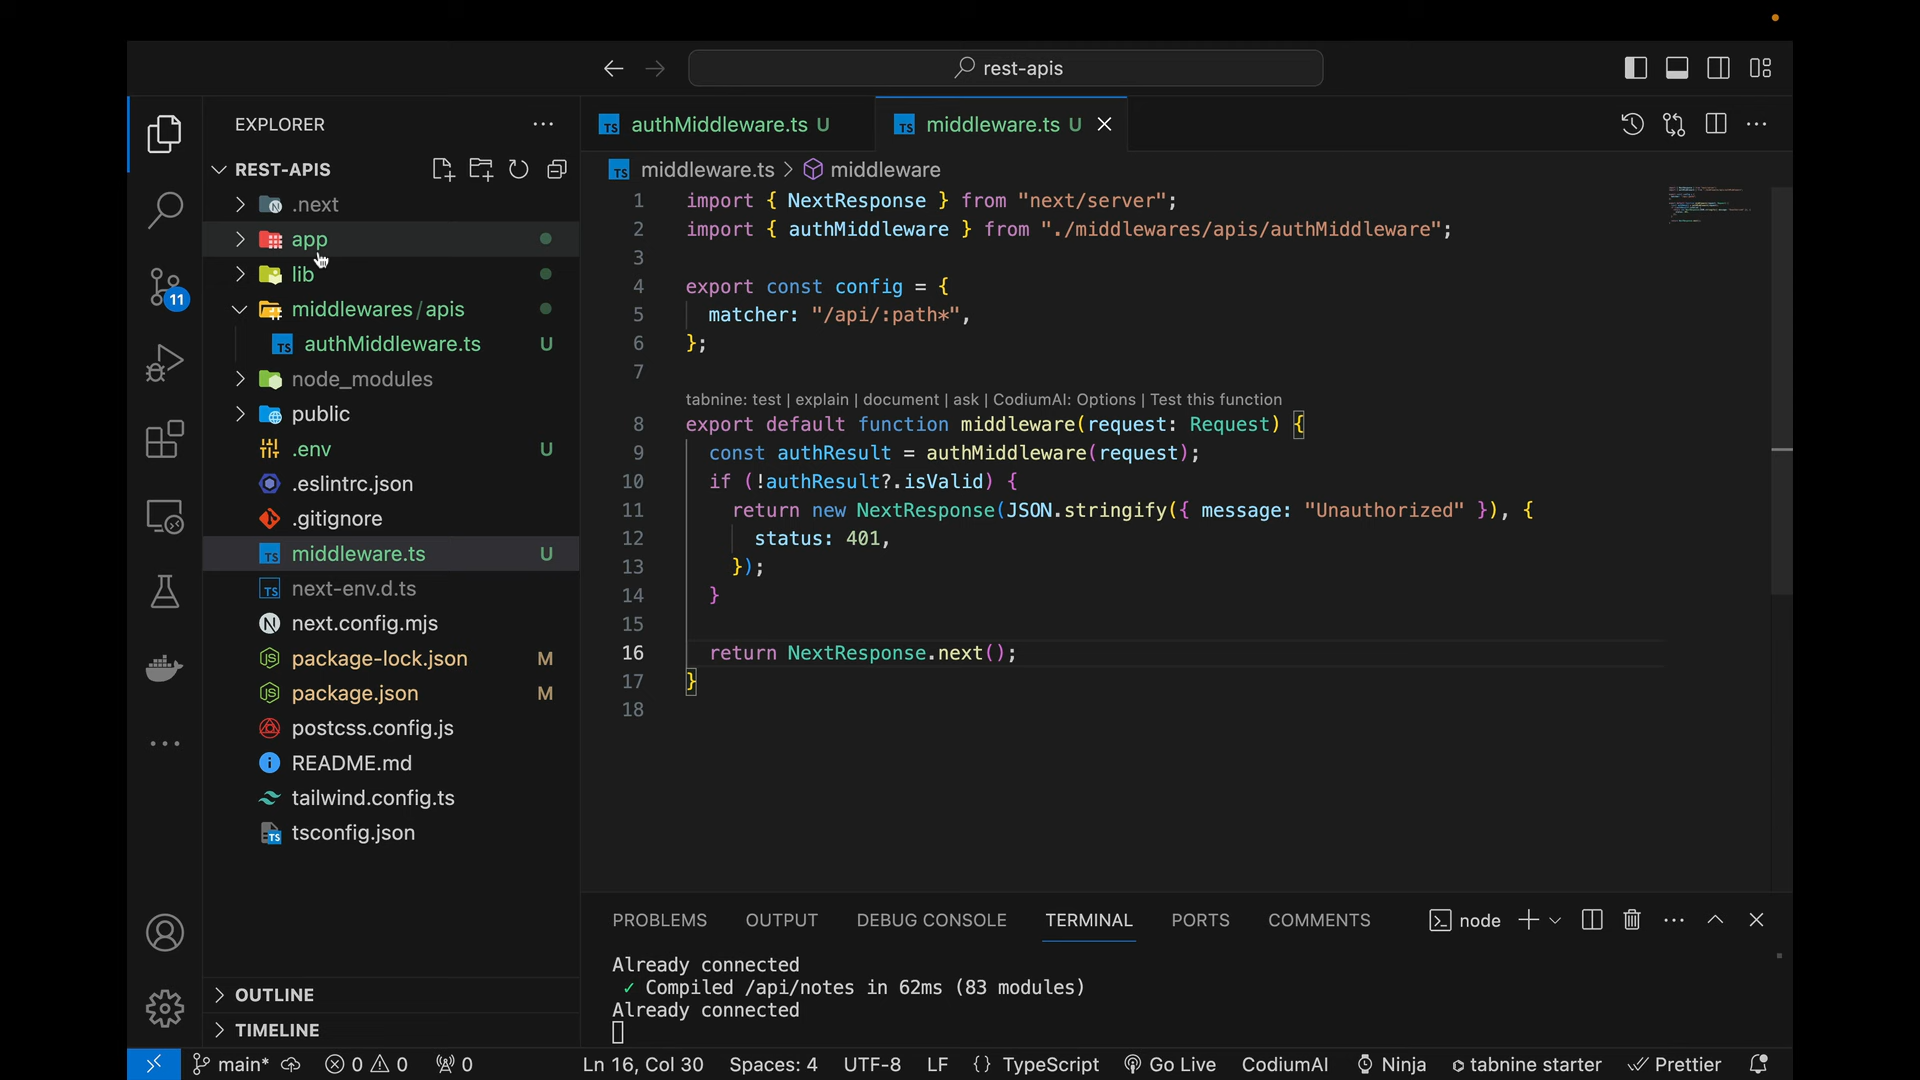 rest-apis
EXPLORER
REST-APIS
.next
app
lib
middlewares/apis
authMiddleware.ts U
node_modules
public
.env U
.eslintrc.json
.gitignore
middleware.ts U
next-env.d.ts
next.config.mjs
package-lock.json M
package.json M
postcss.config.js
README.md
tailwind.config.ts
tsconfig.json
OUTLINE
TIMELINE
11
authMiddleware.ts U
middleware.ts U
middleware.ts > middleware
1 import { NextResponse } from "next/server";
2 import { authMiddleware } from "./middlewares/apis/authMiddleware";
3
4 export const config = {
5 matcher: "/api/:path*",
6 };
7
tabnine: test | explain | document | ask | CodiumAI: Options | Test this function
8 export default function middleware(request: Request) {
9 const authResult = authMiddleware(request);
10 if (!authResult?.isValid) {
11 return new NextResponse(JSON.stringify({ message: "Unauthorized" }), {
12 status: 401,
13 });
14 }
15
16 return NextResponse.next();
17 }
18
PROBLEMS OUTPUT DEBUG CONSOLE TERMINAL PORTS COMMENTS node
Already connected
✓ Compiled /api/notes in 62ms (83 modules)
Already connected
main* 0 0 0 Ln 16, Col 30 Spaces: 4 UTF-8 LF {} TypeScript Go Live CodiumAI Ninja tabnine starter Prettier